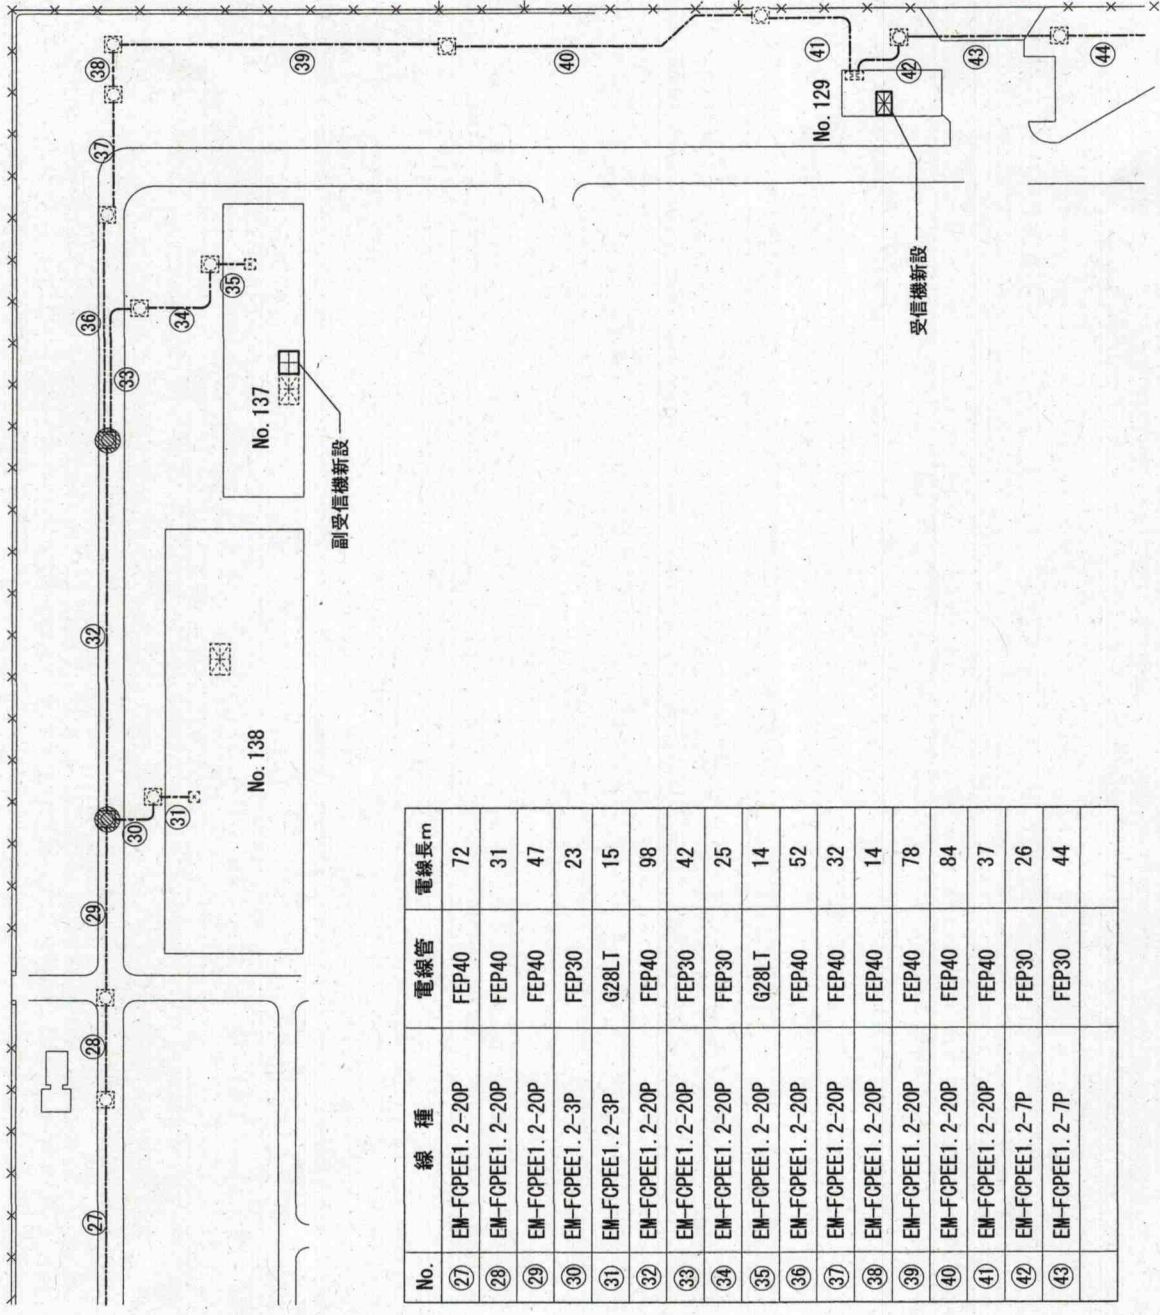 ㉗
㉘
㉙
㉚
㉛
㉜
㉝
㉞
㉟
㊱
㊲
㊳
㊴
㊵
㊶
㊷
㊸
㊹
No. 138
No. 137
副受信機新設
No. 129
受信機新設
No. 線 種 電線管 電線長m
㉗ EM-FCPEE1.2-20P FEP40 72
㉘ EM-FCPEE1.2-20P FEP40 31
㉙ EM-FCPEE1.2-20P FEP40 47
㉚ EM-FCPEE1.2-3P FEP30 23
㉛ EM-FCPEE1.2-3P G28LT 15
㉜ EM-FCPEE1.2-20P FEP40 98
㉝ EM-FCPEE1.2-20P FEP30 42
㉞ EM-FCPEE1.2-20P FEP30 25
㉟ EM-FCPEE1.2-20P G28LT 14
㊱ EM-FCPEE1.2-20P FEP40 52
㊲ EM-FCPEE1.2-20P FEP40 32
㊳ EM-FCPEE1.2-20P FEP40 14
㊴ EM-FCPEE1.2-20P FEP40 78
㊵ EM-FCPEE1.2-20P FEP40 84
㊶ EM-FCPEE1.2-20P FEP40 37
㊷ EM-FCPEE1.2-7P FEP30 26
㊸ EM-FCPEE1.2-7P FEP30 44